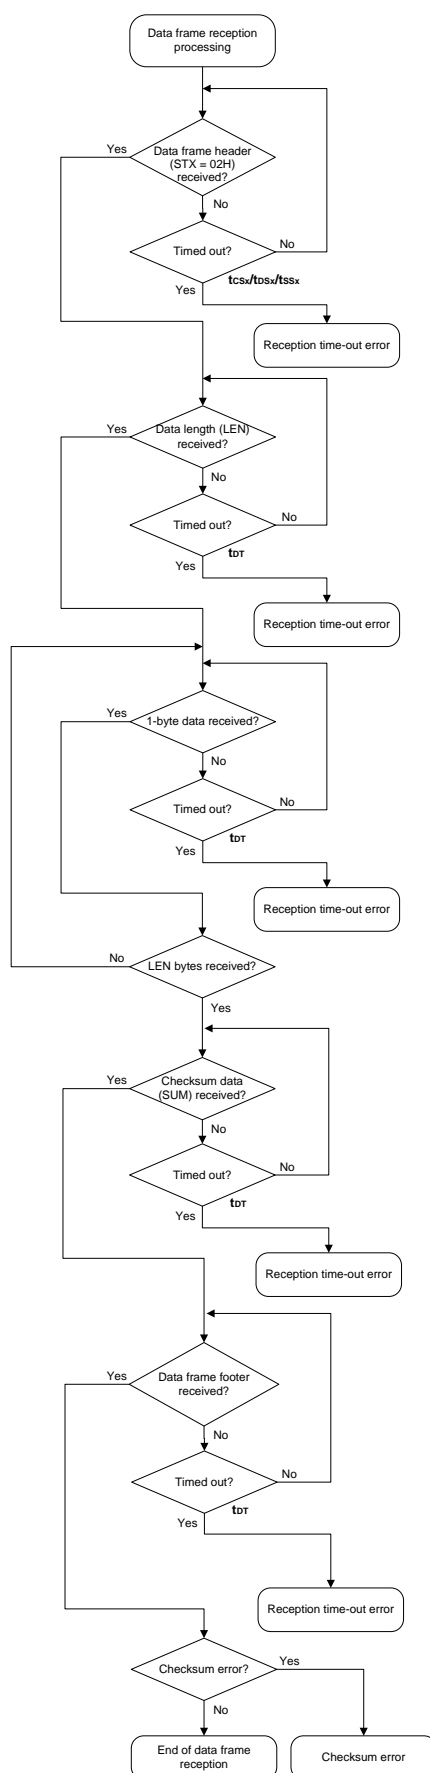 Data frame reception
processing
Yes
Data frame header
(STX = 02H)
received?
No
Timed out?
No
Yes
tCSx/tDSx/tSSx
Reception time-out error
Yes
Data length (LEN)
received?
No
Timed out?
No
Yes
tDT
Reception time-out error
Yes
1-byte data received?
No
Timed out?
No
Yes
tDT
Reception time-out error
No
LEN bytes received?
Yes
Yes
Checksum data
(SUM) received?
No
Timed out?
No
Yes
tDT
Reception time-out error
Yes
Data frame footer
received?
No
Timed out?
No
Yes
tDT
Reception time-out error
Checksum error?
Yes
No
End of data frame
reception
Checksum error